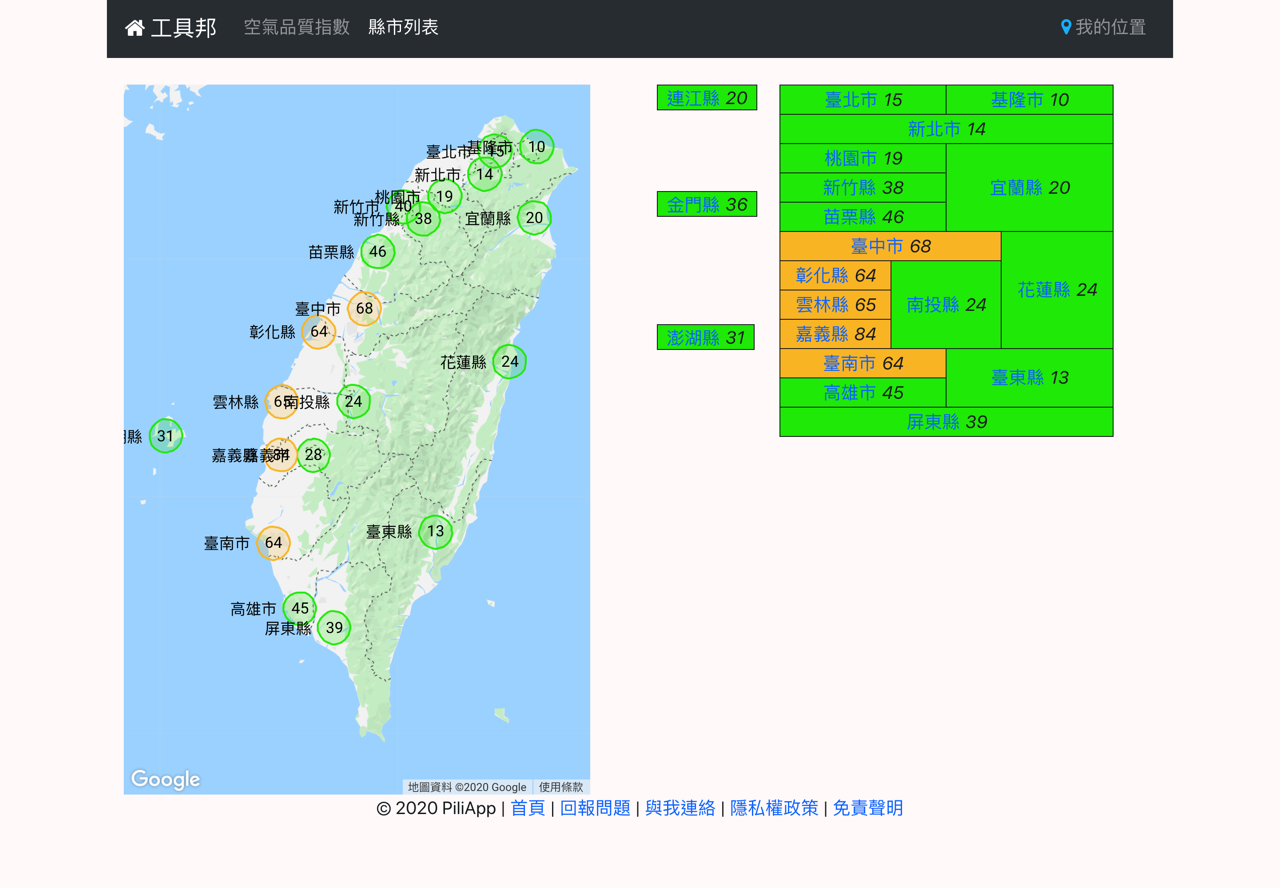 工具邦 空氣品質指數 縣市列表 我的位置
基隆市 10
臺北市 15
新北市 14
桃園市 19
新竹市 40
新竹縣 38
宜蘭縣 20
苗栗縣 46
臺中市 68
彰化縣 64
花蓮縣 24
雲林縣 65
南投縣 24
縣 31
嘉義縣 84
嘉義市 28
臺東縣 13
臺南市 64
高雄市 45
屏東縣 39
Google
地圖資料 ©2020 Google 使用條款
連江縣 20
金門縣 36
澎湖縣 31
臺北市 15 基隆市 10
新北市 14
桃園市 19
新竹縣 38 宜蘭縣 20
苗栗縣 46
臺中市 68
彰化縣 64 花蓮縣 24
雲林縣 65 南投縣 24
嘉義縣 84
臺南市 64
臺東縣 13
高雄市 45
屏東縣 39
© 2020 PiliApp | 首頁 | 回報問題 | 與我連絡 | 隱私權政策 | 免責聲明